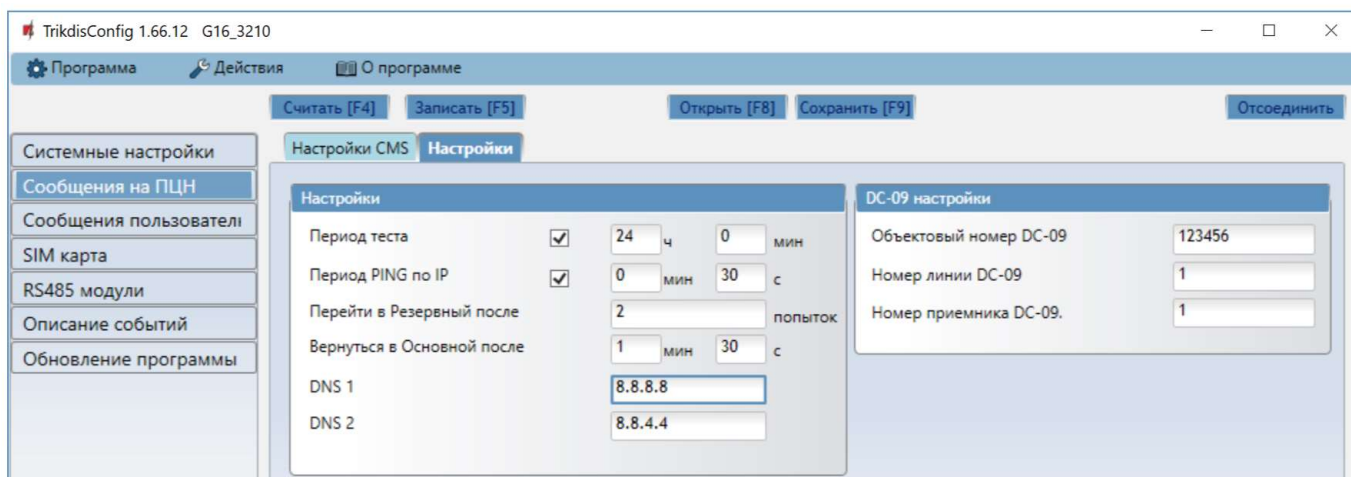 TrikdisConfig 1.66.12 G16_3210
Программа Действия О программе
Считать [F4] Записать [F5] Открыть [F8] Сохранить [F9] Отсоединить
Системные настройки
Сообщения на ПЦН
Сообщения пользовател
SIM карта
RS485 модули
Описание событий
Обновление программы
Настройки CMS Настройки
Настройки
Период теста 24 ч 0 мин
Период PING по IP 0 мин 30 с
Перейти в Резервный после 2 попыток
Вернуться в Основной после 1 мин 30 с
DNS 1 8.8.8.8
DNS 2 8.8.4.4
DC-09 настройки
Объектовый номер DC-09 123456
Номер линии DC-09 1
Номер приемника DC-09. 1